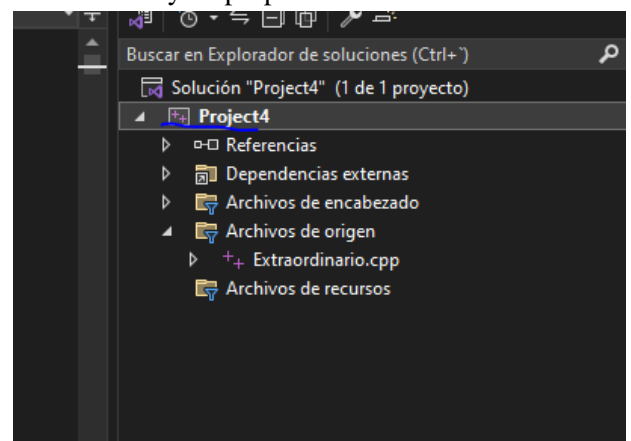 Buscar en Explorador de soluciones (Ctrl+`)
Solución "Project4" (1 de 1 proyecto)
Project4
Referencias
Dependencias externas
Archivos de encabezado
Archivos de origen
Extraordinario.cpp
Archivos de recursos